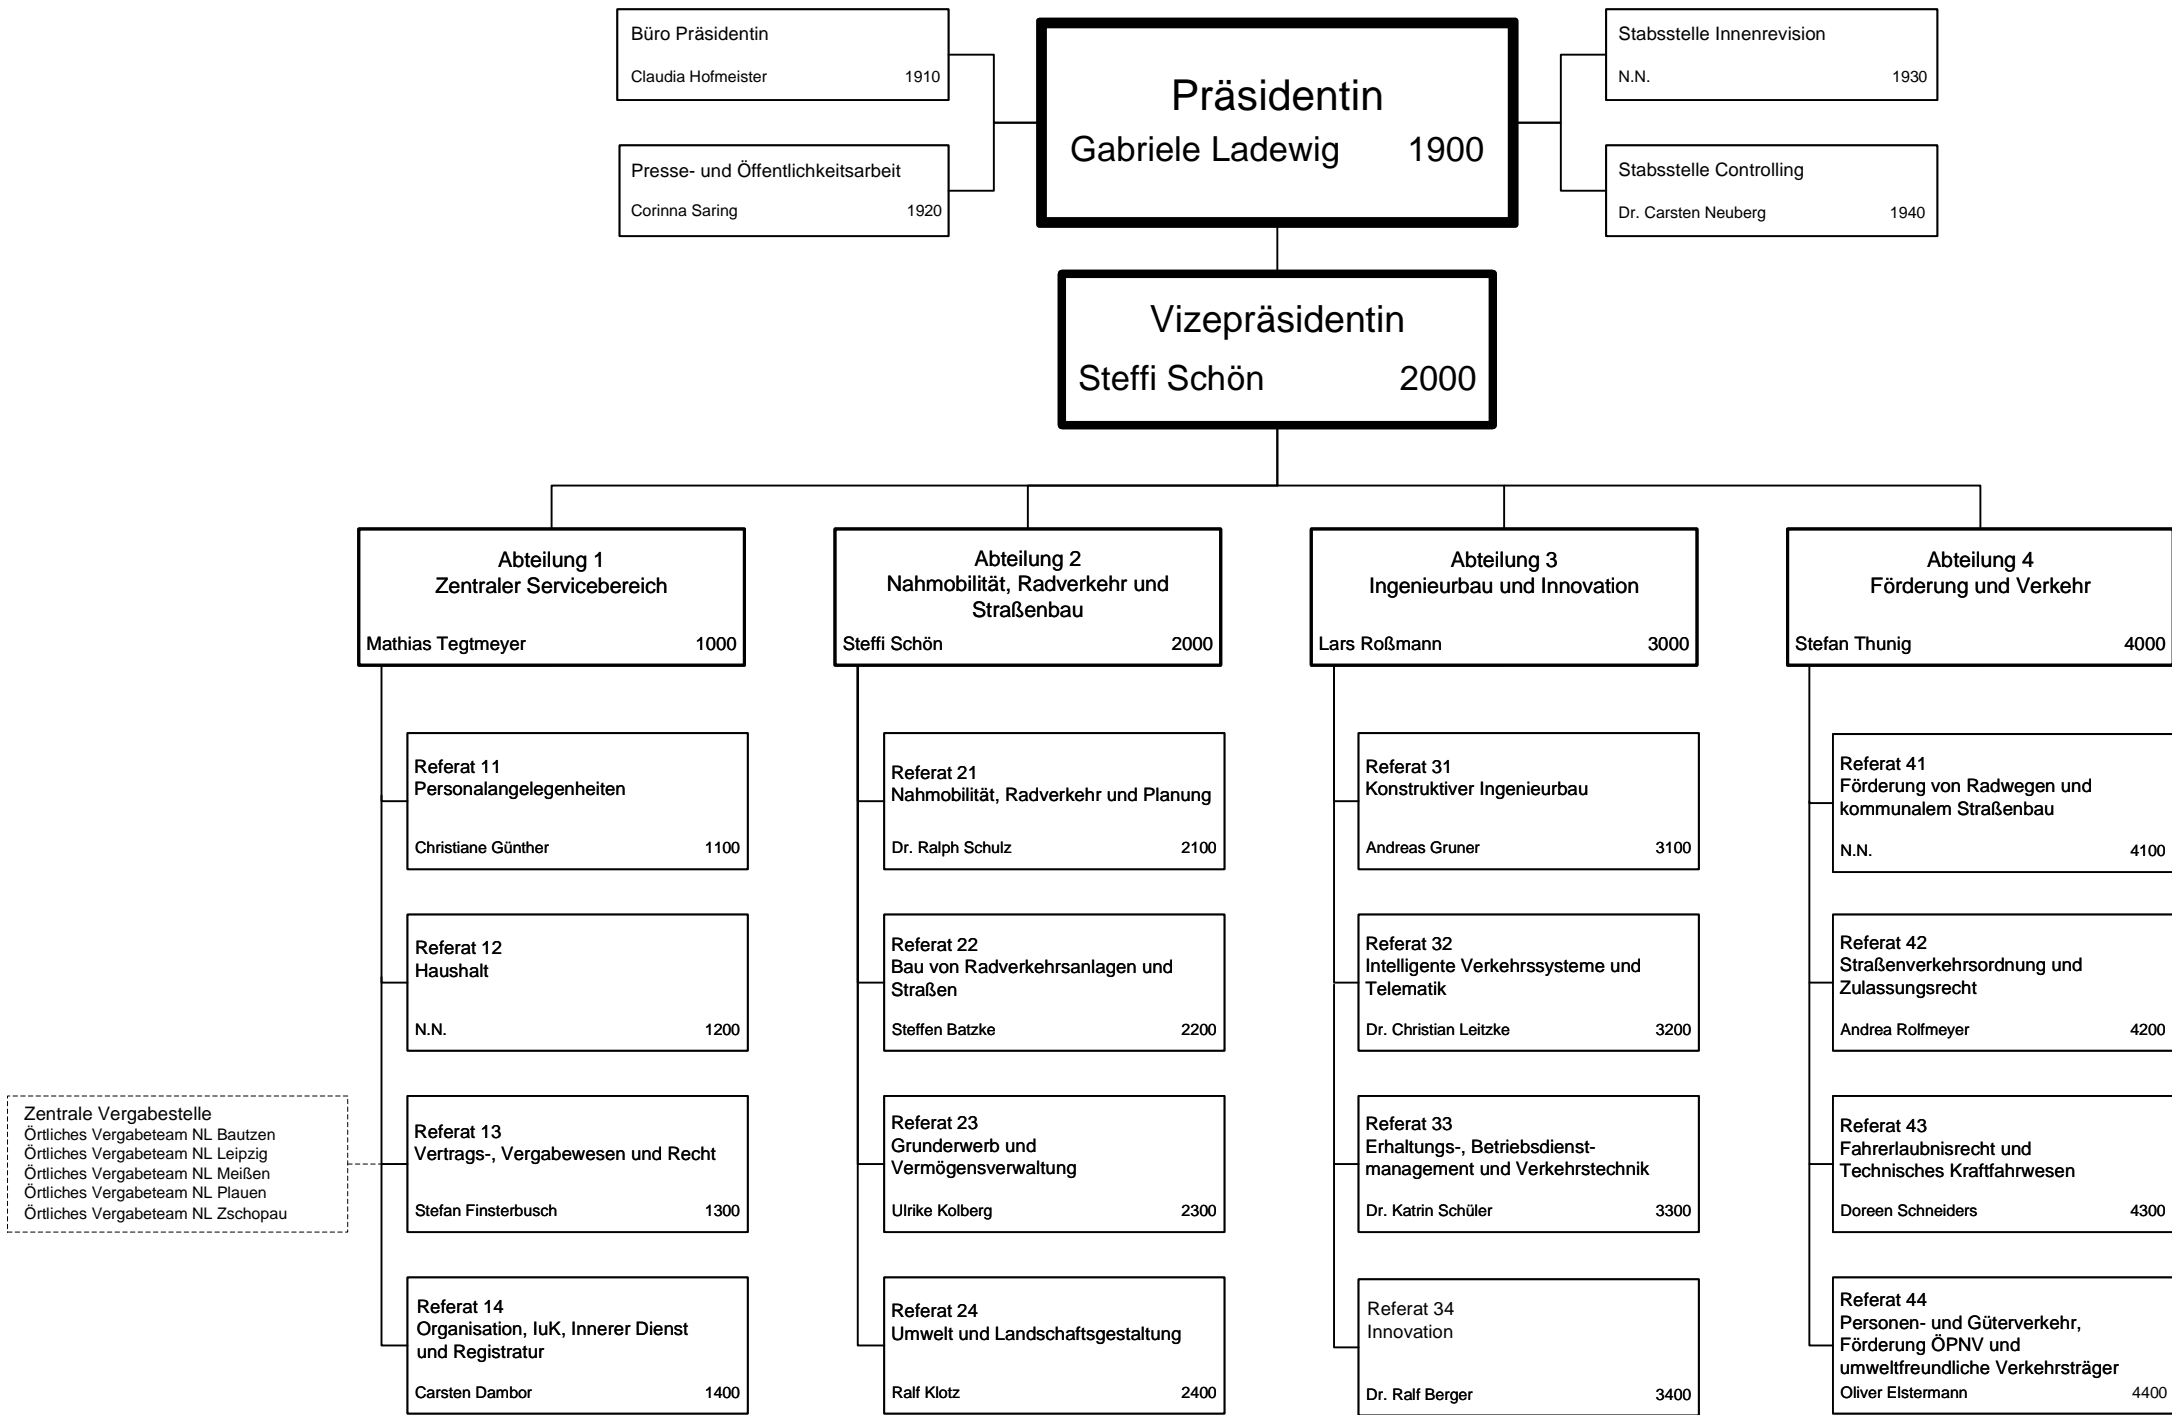 Büro Präsidentin
Claudia Hofmeister 1910
Presse- und Öffentlichkeitsarbeit
Corinna Saring 1920
Präsidentin
Gabriele Ladewig 1900
Stabsstelle Innenrevision
N.N. 1930
Stabsstelle Controlling
Dr. Carsten Neuberg 1940
Vizepräsidentin
Steffi Schön 2000
Abteilung 1
Zentraler Servicebereich
Mathias Tegtmeyer 1000
Referat 11
Personalangelegenheiten
Christiane Günther 1100
Referat 12
Haushalt
N.N. 1200
Zentrale Vergabestelle
Örtliches Vergabeteam NL Bautzen
Örtliches Vergabeteam NL Leipzig
Örtliches Vergabeteam NL Meißen
Örtliches Vergabeteam NL Plauen
Örtliches Vergabeteam NL Zschopau
Referat 13
Vertrags-, Vergabewesen und Recht
Stefan Finsterbusch 1300
Referat 14
Organisation, IuK, Innerer Dienst
und Registratur
Carsten Dambor 1400
Abteilung 2
Nahmobilität, Radverkehr und
Straßenbau
Steffi Schön 2000
Referat 21
Nahmobilität, Radverkehr und Planung
Dr. Ralph Schulz 2100
Referat 22
Bau von Radverkehrsanlagen und
Straßen
Steffen Batzke 2200
Referat 23
Grunderwerb und
Vermögensverwaltung
Ulrike Kolberg 2300
Referat 24
Umwelt und Landschaftsgestaltung
Ralf Klotz 2400
Abteilung 3
Ingenieurbau und Innovation
Lars Roßmann 3000
Referat 31
Konstruktiver Ingenieurbau
Andreas Gruner 3100
Referat 32
Intelligente Verkehrssysteme und
Telematik
Dr. Christian Leitzke 3200
Referat 33
Erhaltungs-, Betriebsdienst-
management und Verkehrstechnik
Dr. Katrin Schüler 3300
Referat 34
Innovation
Dr. Ralf Berger 3400
Abteilung 4
Förderung und Verkehr
Stefan Thunig 4000
Referat 41
Förderung von Radwegen und
kommunalem Straßenbau
N.N. 4100
Referat 42
Straßenverkehrsordnung und
Zulassungsrecht
Andrea Rolfmeyer 4200
Referat 43
Fahrerlaubnisrecht und
Technisches Kraftfahrwesen
Doreen Schneiders 4300
Referat 44
Personen- und Güterverkehr,
Förderung ÖPNV und
umweltfreundliche Verkehrsträger
Oliver Elstermann 4400